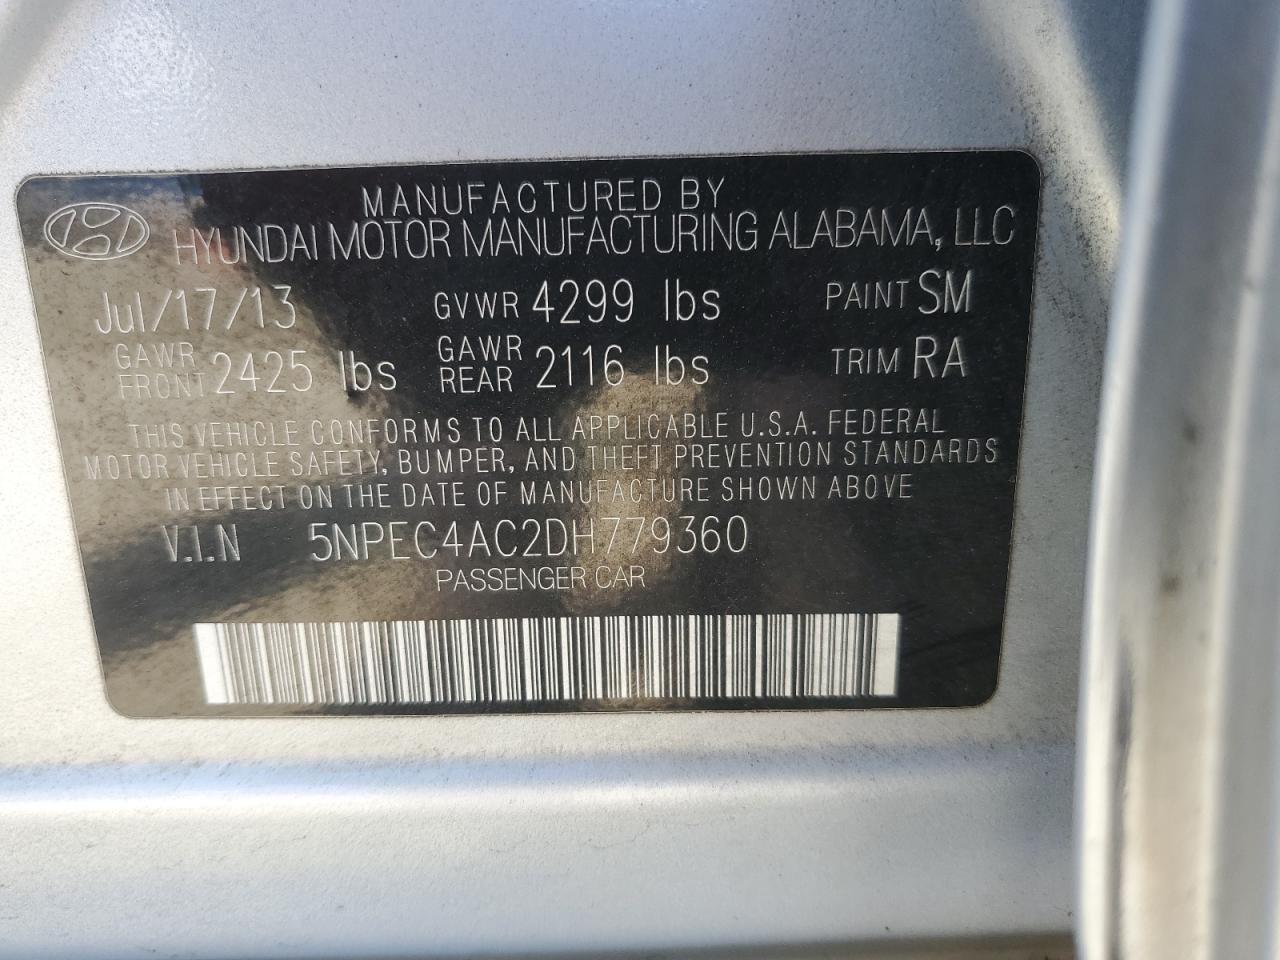 MANUFACTURED BY
HYUNDAI MOTOR MANUFACTURING ALABAMA, LLC
Jul/17/13 GVWR 4299 lbs PAINT SM
GAWR FRONT 2425 lbs GAWR REAR 2116 lbs TRIM RA
THIS VEHICLE CONFORMS TO ALL APPLICABLE U.S.A. FEDERAL
MOTOR VEHICLE SAFETY, BUMPER, AND THEFT PREVENTION STANDARDS
IN EFFECT ON THE DATE OF MANUFACTURE SHOWN ABOVE
V.I.N 5NPEC4AC2DH779360
PASSENGER CAR